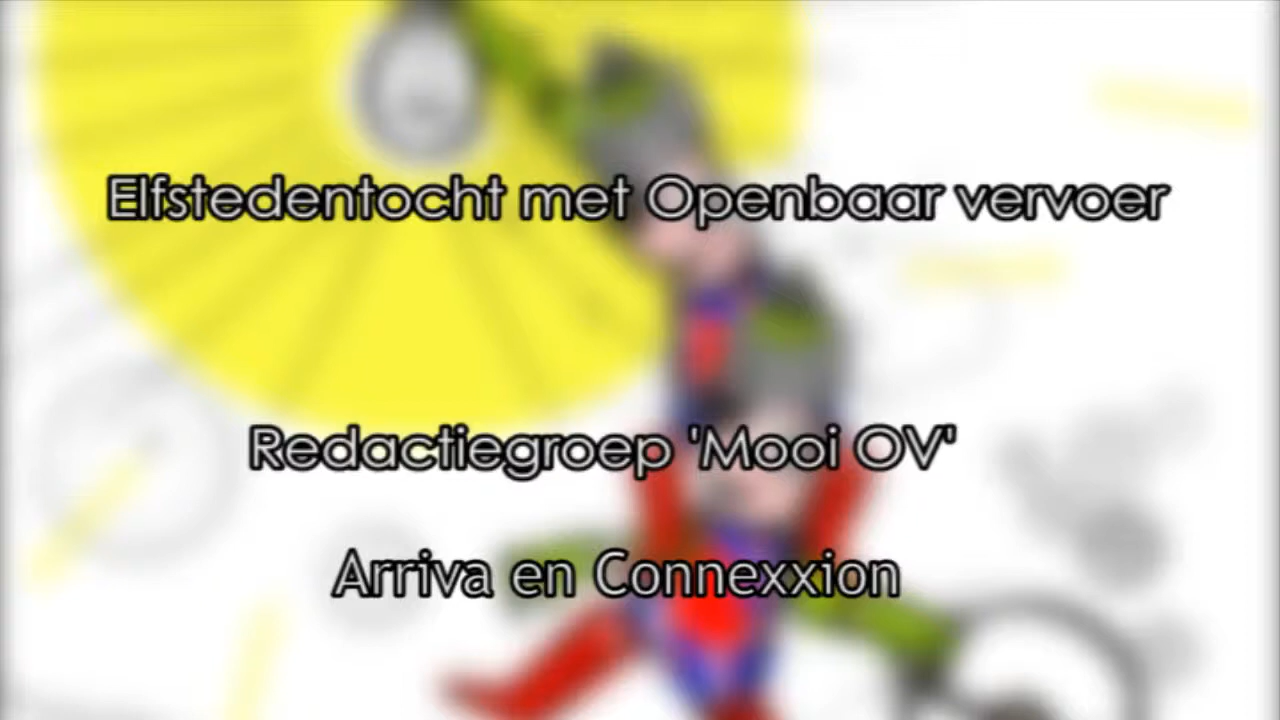 Elfstedentocht met Openbaar vervoer
Redactiegroep 'Mooi OV'
Arriva en Connexxion